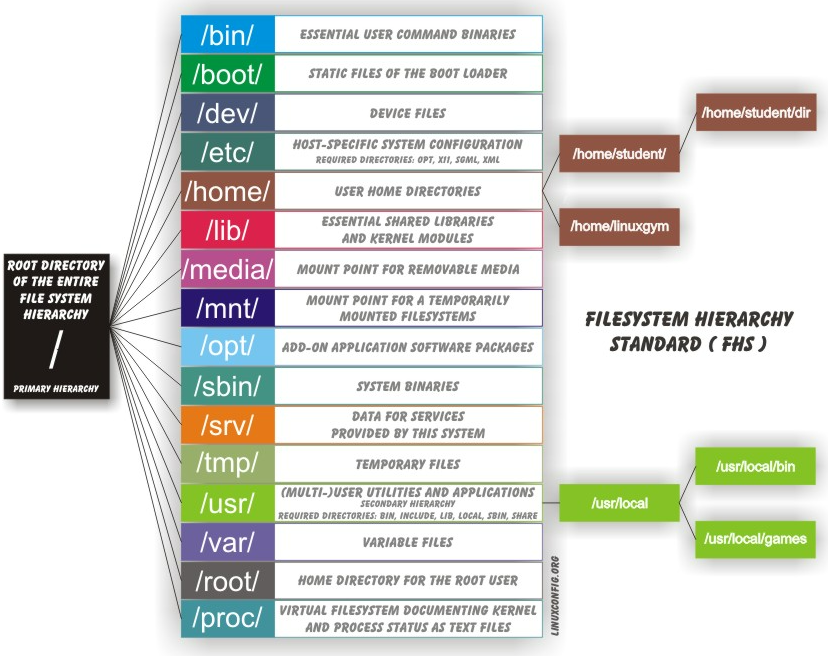 ROOT DIRECTORY
OF THE ENTIRE
FILE SYSTEM
HIERARCHY
/
PRIMARY HIERARCHY
/bin/
ESSENTIAL USER COMMAND BINARIES
/boot/
STATIC FILES OF THE BOOT LOADER
/dev/
DEVICE FILES
/etc/
HOST-SPECIFIC SYSTEM CONFIGURATION
REQUIRED DIRECTORIES: OPT, X11, SGML, XML
/home/
USER HOME DIRECTORIES
/home/student/
/home/student/dir
/home/linuxgym
/lib/
ESSENTIAL SHARED LIBRARIES
AND KERNEL MODULES
/media/
MOUNT POINT FOR REMOVABLE MEDIA
/mnt/
MOUNT POINT FOR A TEMPORARILY
MOUNTED FILESYSTEMS
/opt/
ADD-ON APPLICATION SOFTWARE PACKAGES
/sbin/
SYSTEM BINARIES
/srv/
DATA FOR SERVICES
PROVIDED BY THIS SYSTEM
/tmp/
TEMPORARY FILES
/usr/
(MULTI-)USER UTILITIES AND APPLICATIONS
SECONDARY HIERARCHY
REQUIRED DIRECTORIES: BIN, INCLUDE, LIB, LOCAL, SBIN, SHARE
/usr/local
/usr/local/bin
/usr/local/games
/var/
VARIABLE FILES
/root/
HOME DIRECTORY FOR THE ROOT USER
/proc/
VIRTUAL FILESYSTEM DOCUMENTING KERNEL
AND PROCESS STATUS AS TEXT FILES
FILESYSTEM HIERARCHY
STANDARD ( FHS )
LINUXCONFIG.ORG